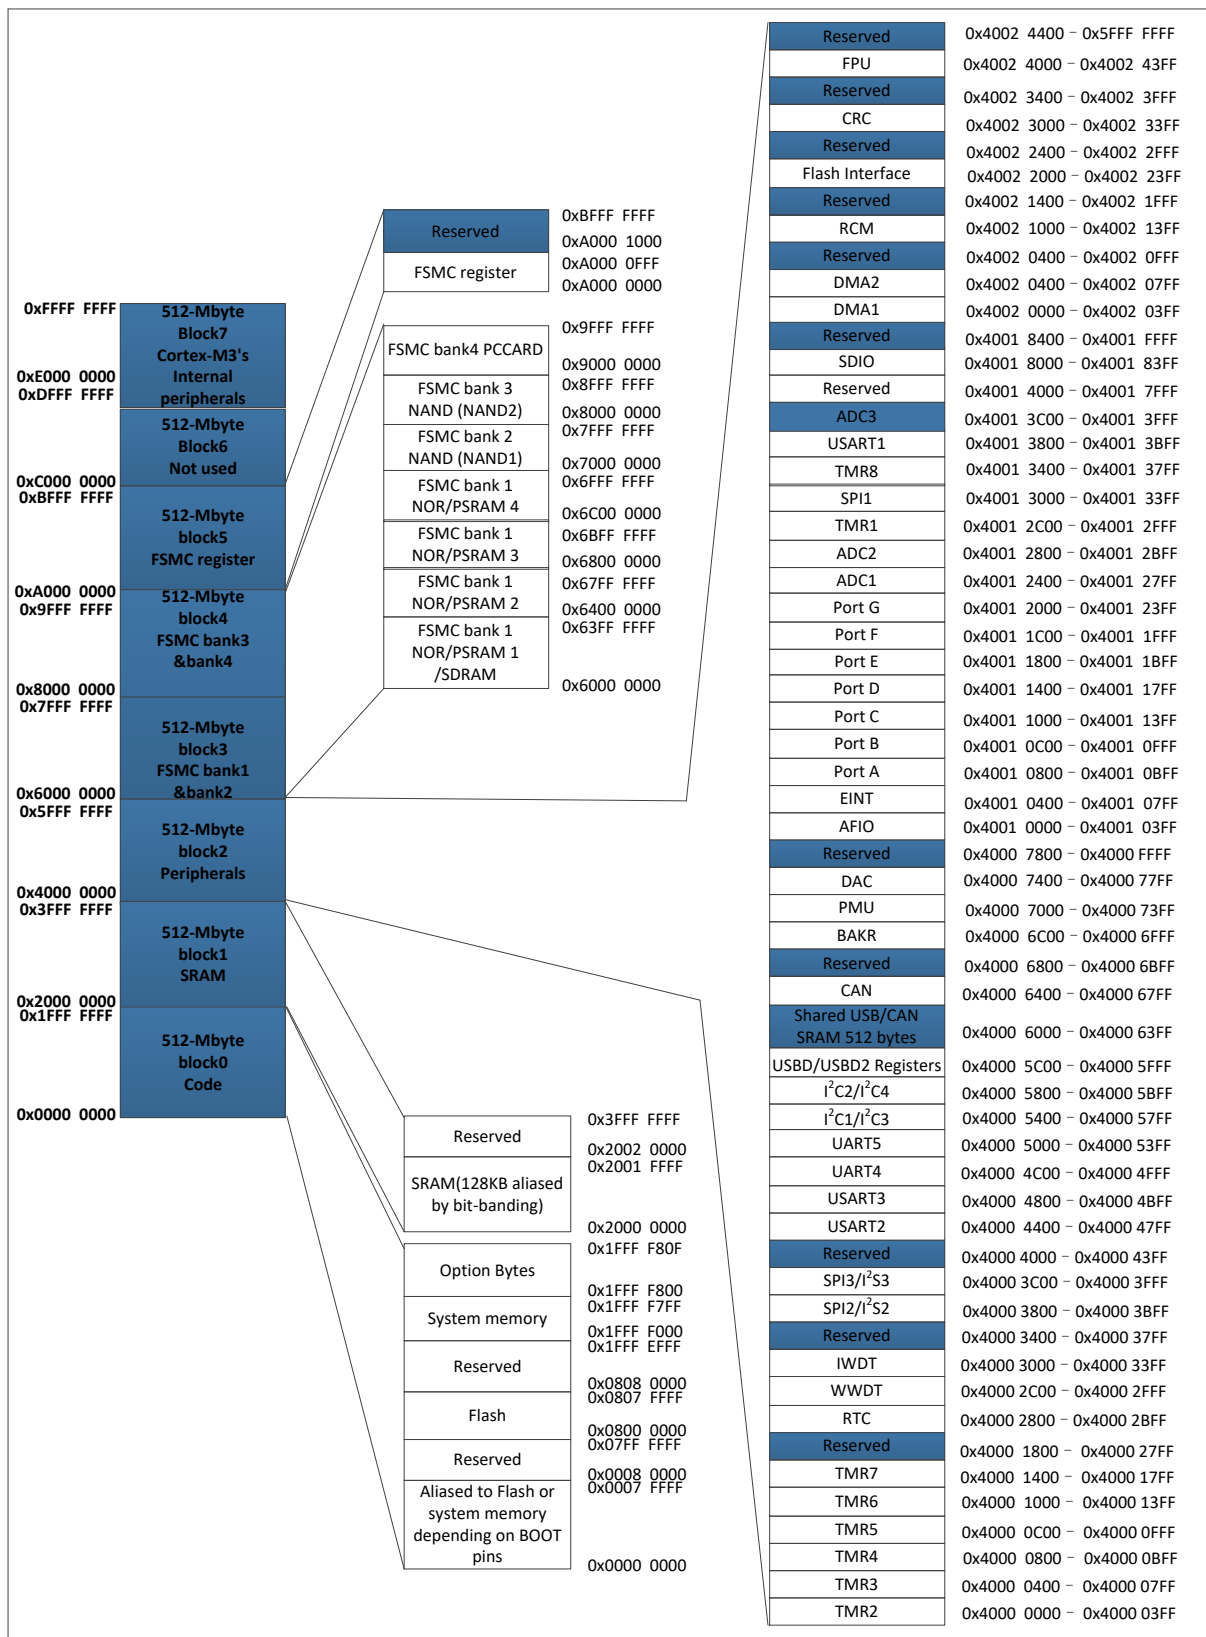 0xFFFF FFFF
512-Mbyte
Block7
Cortex-M3's
Internal
peripherals
0xE000 0000
0xDFFF FFFF
512-Mbyte
Block6
Not used
0xC000 0000
0xBFFF FFFF
512-Mbyte
block5
FSMC register
0xA000 0000
0x9FFF FFFF
512-Mbyte
block4
FSMC bank3
&bank4
0x8000 0000
0x7FFF FFFF
512-Mbyte
block3
FSMC bank1
&bank2
0x6000 0000
0x5FFF FFFF
512-Mbyte
block2
Peripherals
0x4000 0000
0x3FFF FFFF
512-Mbyte
block1
SRAM
0x2000 0000
0x1FFF FFFF
512-Mbyte
block0
Code
0x0000 0000
Reserved
0xBFFF FFFF
0xA000 1000
FSMC register
0xA000 0FFF
0xA000 0000
FSMC bank4 PCCARD
0x9FFF FFFF
0x9000 0000
FSMC bank 3
NAND (NAND2)
0x8FFF FFFF
0x8000 0000
FSMC bank 2
NAND (NAND1)
0x7FFF FFFF
0x7000 0000
FSMC bank 1
NOR/PSRAM 4
0x6FFF FFFF
0x6C00 0000
FSMC bank 1
NOR/PSRAM 3
0x6BFF FFFF
0x6800 0000
FSMC bank 1
NOR/PSRAM 2
0x67FF FFFF
0x6400 0000
FSMC bank 1
NOR/PSRAM 1
/SDRAM
0x63FF FFFF
0x6000 0000
Reserved
0x3FFF FFFF
0x2002 0000
SRAM(128KB aliased
by bit-banding)
0x2001 FFFF
0x2000 0000
Option Bytes
0x1FFF F80F
0x1FFF F800
System memory
0x1FFF F7FF
0x1FFF F000
Reserved
0x1FFF EFFF
0x0808 0000
Flash
0x0807 FFFF
0x0800 0000
Reserved
0x07FF FFFF
0x0008 0000
Aliased to Flash or
system memory
depending on BOOT
pins
0x0007 FFFF
0x0000 0000
Reserved 0x4002 4400 – 0x5FFF FFFF
FPU 0x4002 4000 – 0x4002 43FF
Reserved 0x4002 3400 – 0x4002 3FFF
CRC 0x4002 3000 – 0x4002 33FF
Reserved 0x4002 2400 – 0x4002 2FFF
Flash Interface 0x4002 2000 – 0x4002 23FF
Reserved 0x4002 1400 – 0x4002 1FFF
RCM 0x4002 1000 – 0x4002 13FF
Reserved 0x4002 0400 – 0x4002 0FFF
DMA2 0x4002 0400 – 0x4002 07FF
DMA1 0x4002 0000 – 0x4002 03FF
Reserved 0x4001 8400 – 0x4001 FFFF
SDIO 0x4001 8000 – 0x4001 83FF
Reserved 0x4001 4000 – 0x4001 7FFF
ADC3 0x4001 3C00 – 0x4001 3FFF
USART1 0x4001 3800 – 0x4001 3BFF
TMR8 0x4001 3400 – 0x4001 37FF
SPI1 0x4001 3000 – 0x4001 33FF
TMR1 0x4001 2C00 – 0x4001 2FFF
ADC2 0x4001 2800 – 0x4001 2BFF
ADC1 0x4001 2400 – 0x4001 27FF
Port G 0x4001 2000 – 0x4001 23FF
Port F 0x4001 1C00 – 0x4001 1FFF
Port E 0x4001 1800 – 0x4001 1BFF
Port D 0x4001 1400 – 0x4001 17FF
Port C 0x4001 1000 – 0x4001 13FF
Port B 0x4001 0C00 – 0x4001 0FFF
Port A 0x4001 0800 – 0x4001 0BFF
EINT 0x4001 0400 – 0x4001 07FF
AFIO 0x4001 0000 – 0x4001 03FF
Reserved 0x4000 7800 – 0x4000 FFFF
DAC 0x4000 7400 – 0x4000 77FF
PMU 0x4000 7000 – 0x4000 73FF
BAKR 0x4000 6C00 – 0x4000 6FFF
Reserved 0x4000 6800 – 0x4000 6BFF
CAN 0x4000 6400 – 0x4000 67FF
Shared USB/CAN
SRAM 512 bytes 0x4000 6000 – 0x4000 63FF
USBD/USBD2 Registers 0x4000 5C00 – 0x4000 5FFF
I²C2/I²C4 0x4000 5800 – 0x4000 5BFF
I²C1/I²C3 0x4000 5400 – 0x4000 57FF
UART5 0x4000 5000 – 0x4000 53FF
UART4 0x4000 4C00 – 0x4000 4FFF
USART3 0x4000 4800 – 0x4000 4BFF
USART2 0x4000 4400 – 0x4000 47FF
Reserved 0x4000 4000 – 0x4000 43FF
SPI3/I²S3 0x4000 3C00 – 0x4000 3FFF
SPI2/I²S2 0x4000 3800 – 0x4000 3BFF
Reserved 0x4000 3400 – 0x4000 37FF
IWDT 0x4000 3000 – 0x4000 33FF
WWDT 0x4000 2C00 – 0x4000 2FFF
RTC 0x4000 2800 – 0x4000 2BFF
Reserved 0x4000 1800 – 0x4000 27FF
TMR7 0x4000 1400 – 0x4000 17FF
TMR6 0x4000 1000 – 0x4000 13FF
TMR5 0x4000 0C00 – 0x4000 0FFF
TMR4 0x4000 0800 – 0x4000 0BFF
TMR3 0x4000 0400 – 0x4000 07FF
TMR2 0x4000 0000 – 0x4000 03FF